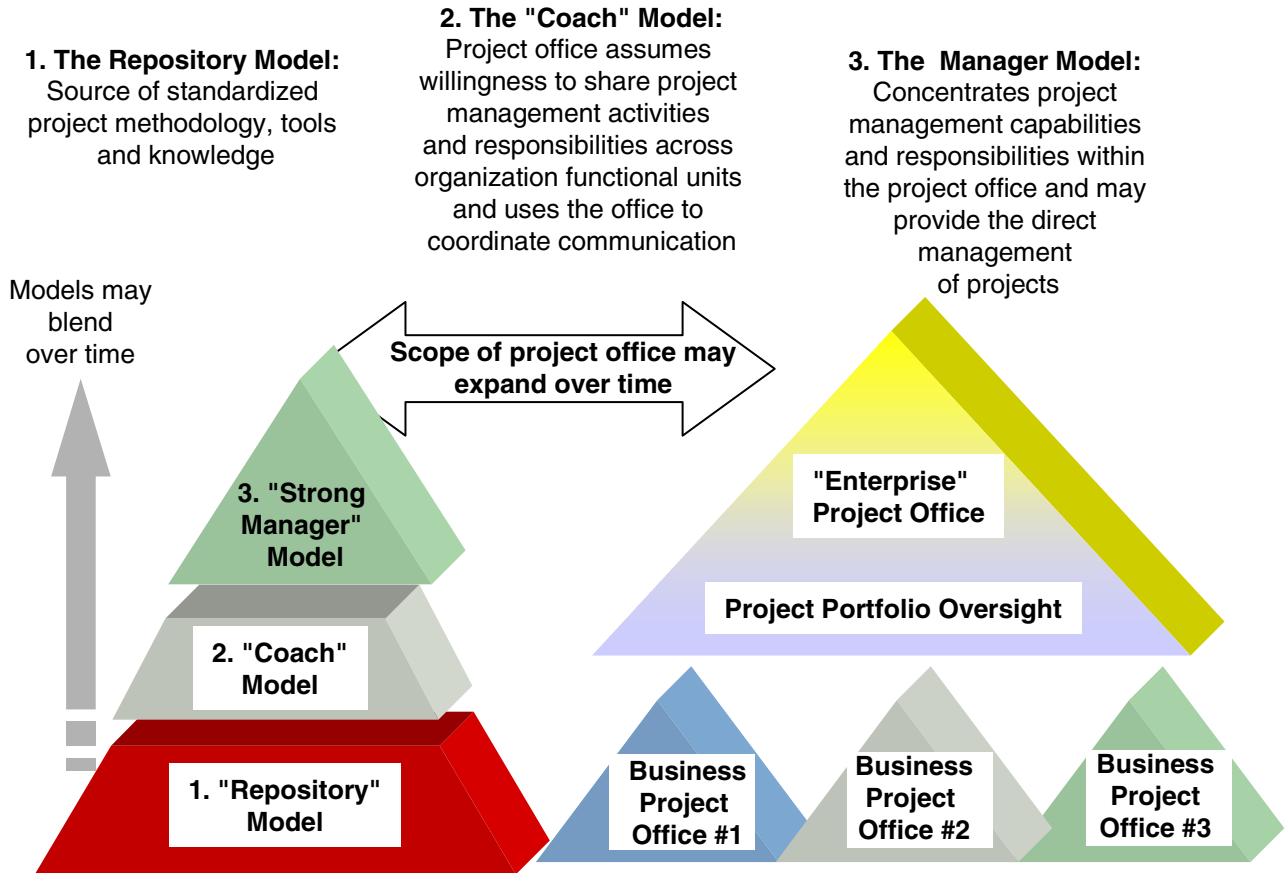 1. The Repository Model:
Source of standardized
project methodology, tools
and knowledge
2. The "Coach" Model:
Project office assumes
willingness to share project
management activities
and responsibilities across
organization functional units
and uses the office to
coordinate communication
3. The  Manager Model:
Concentrates project
management capabilities
and responsibilities within
the project office and may
provide the direct
management
of projects
Models may
blend
over time
Scope of project office may
expand over time
3. "Strong
Manager"
Model
2. "Coach"
Model
1. "Repository"
Model
"Enterprise"
Project Office
Project Portfolio Oversight
Business
Project
Office #1
Business
Project
Office #2
Business
Project
Office #3